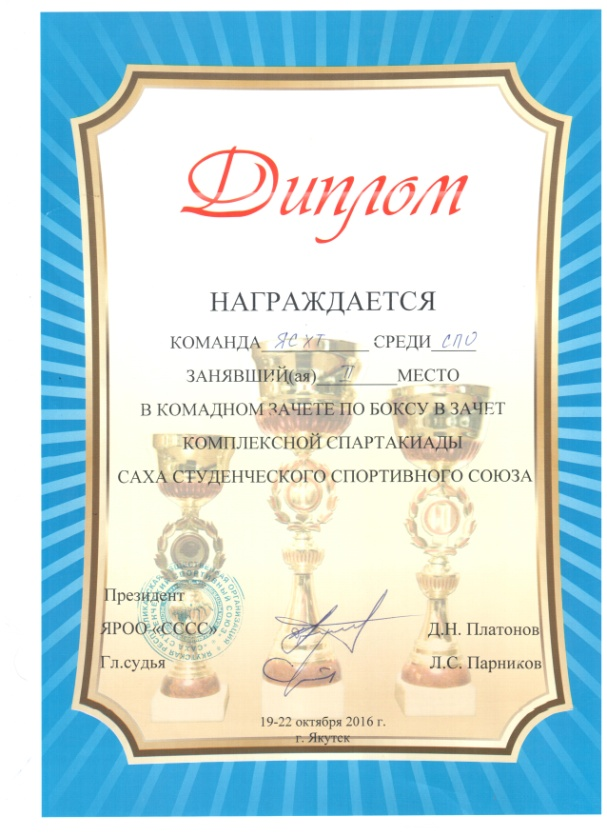 Диплом
НАГРАЖДАЕТСЯ
КОМАНДА ЯСХТ СРЕДИ СПО
ЗАНЯВШИЙ(ая) II МЕСТО
В КОМАДНОМ ЗАЧЕТЕ ПО БОКСУ В ЗАЧЕТ
КОМПЛЕКСНОЙ СПАРТАКИАДЫ
САХА СТУДЕНЧЕСКОГО СПОРТИВНОГО СОЮЗА
Президент
ЯРОО «СССС»
Д.Н. Платонов
Гл.судья
Л.С. Парников
19-22 октября 2016 г.
г. Якутск